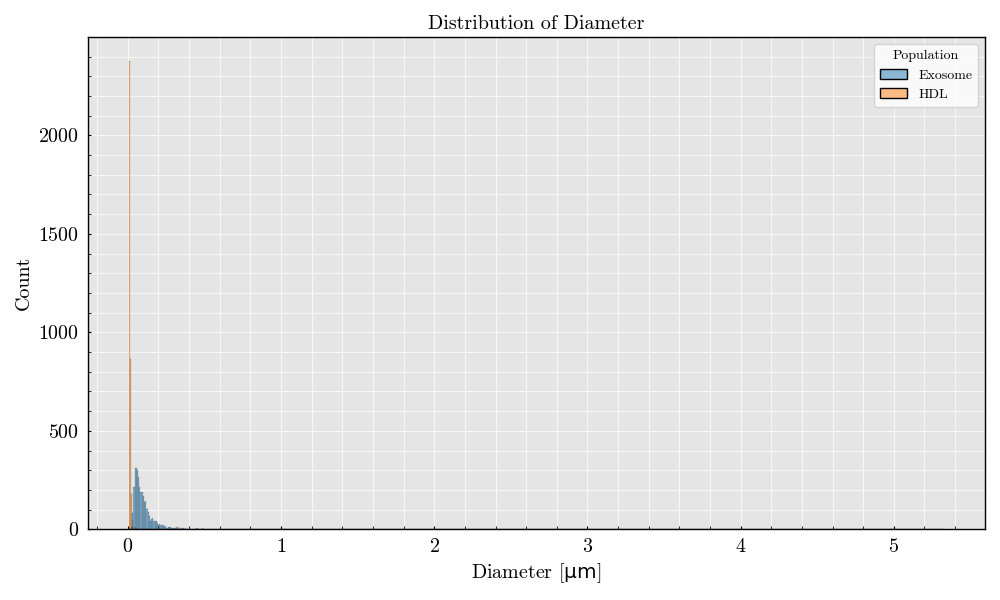 Distribution of Diameter
Population
Exosome
HDL
Count
2000
1500
1000
500
0
0 1 2 3 4 5
Diameter [μm]